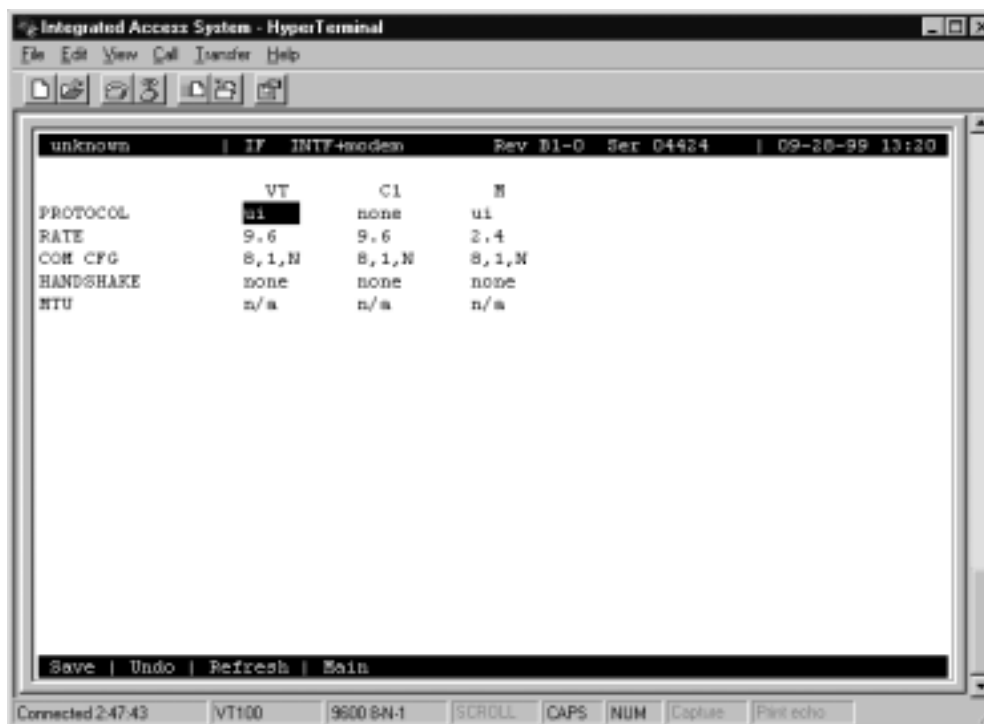 Integrated Access System - HyperTerminal
File Edit View Call Transfer Help
unknown | IF INTF+modem Rev B1-0 Ser 04424 | 09-28-99 13:20
VT C1 M
PROTOCOL ui none ui
RATE 9.6 9.6 2.4
COM CFG 8,1,N 8,1,N 8,1,N
HANDSHAKE none none none
MTU n/a n/a n/a
Save | Undo | Refresh | Main
Connected 2:47:43 VT100 9600 8-N-1 SCROLL CAPS NUM Capture Print echo